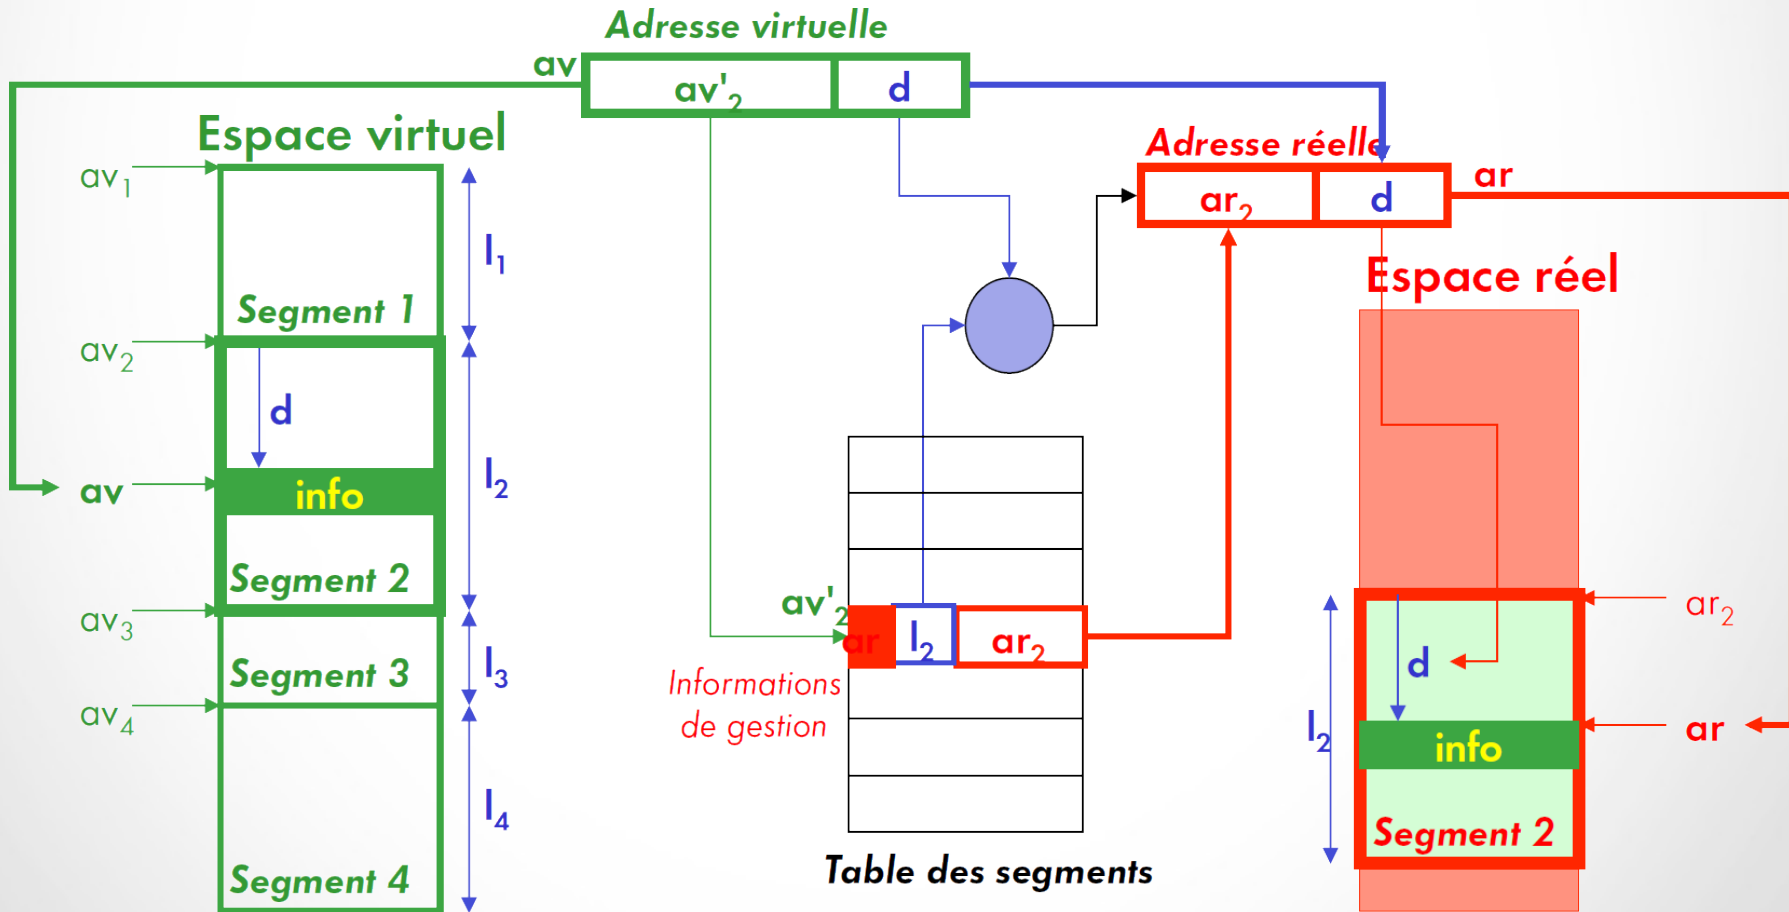 Adresse virtuelle
av
av'2
d
Espace virtuel
av1
l1
Segment 1
av2
d
l2
av
info
Segment 2
av3
l3
Segment 3
av4
l4
Segment 4
Adresse réelle
ar2
d
ar
av'2
ar
l2
ar2
Informations
de gestion
Table des segments
Espace réel
ar2
d
l2
ar
info
Segment 2